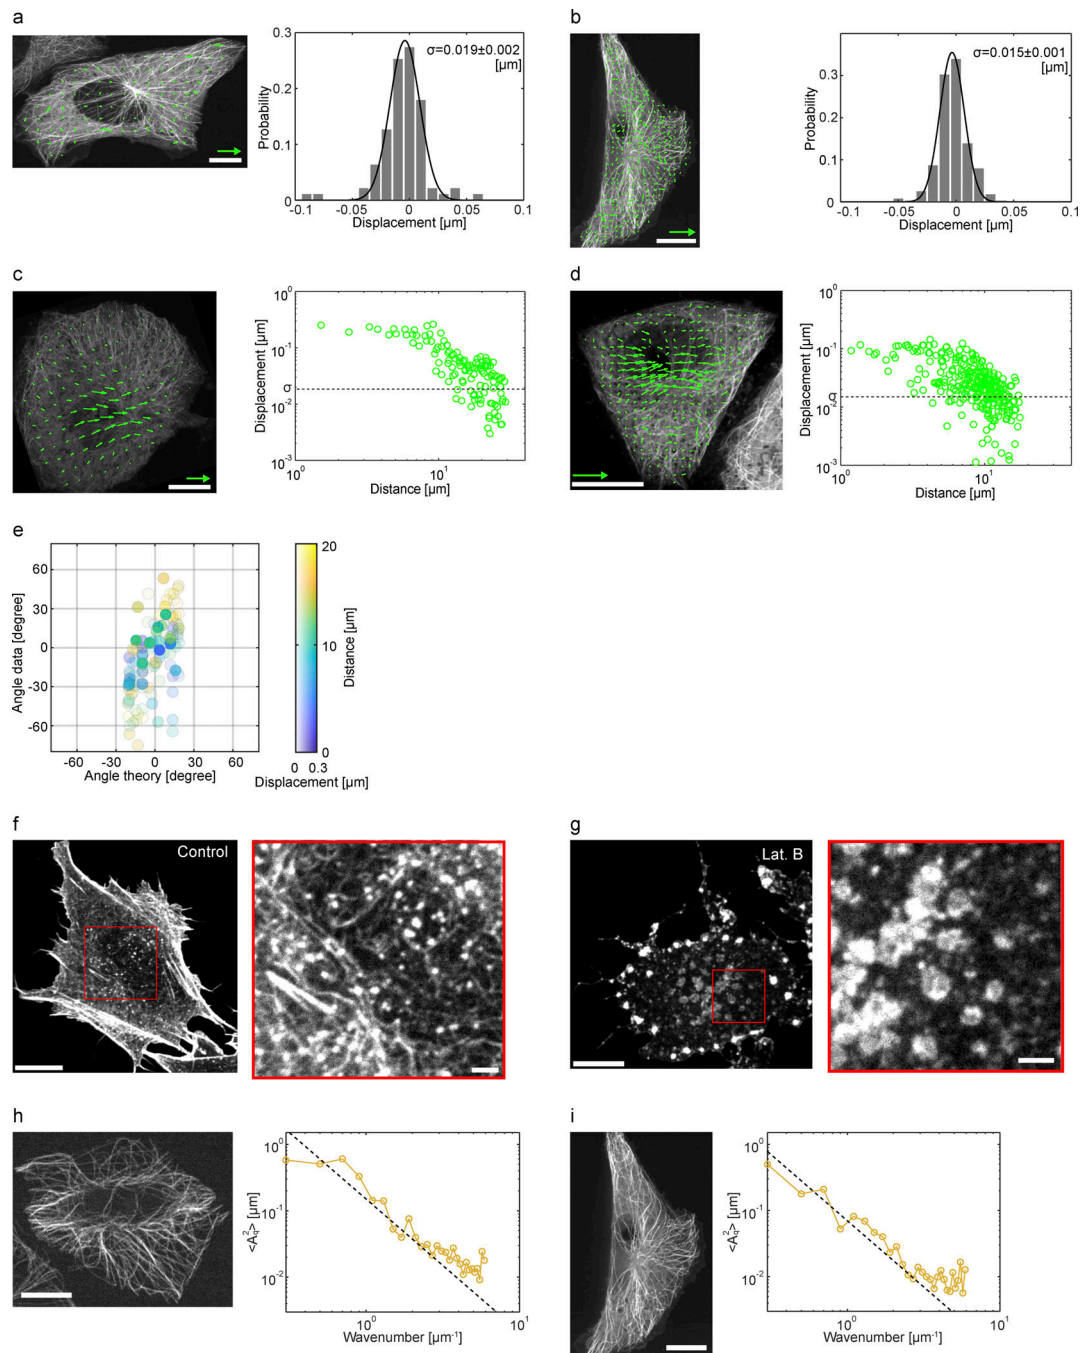 a
0.3
0.2
0.1
0
Probability
σ=0.019±0.002
[µm]
-0.1
-0.05
0
0.05
0.1
Displacement [µm]
b
0.3
0.2
0.1
0
Probability
σ=0.015±0.001
[µm]
-0.1
-0.05
0
0.05
0.1
Displacement [µm]
c
10⁰
10⁻¹
σ
10⁻²
10⁻³
Displacement [µm]
10⁰
10¹
Distance [µm]
d
10⁰
10⁻¹
σ
10⁻²
10⁻³
Displacement [µm]
10⁰
10¹
Distance [µm]
e
60
30
0
-30
-60
Angle data [degree]
-60
-30
0
30
60
Angle theory [degree]
20
10
0
Distance [µm]
0 0.3
Displacement [µm]
f
Control
g
Lat. B
h
10⁰
10⁻¹
10⁻²
<A²q> [µm]
10⁰
10¹
Wavenumber [µm⁻¹]
i
10⁰
10⁻¹
10⁻²
<A²q> [µm]
10⁰
10¹
Wavenumber [µm⁻¹]